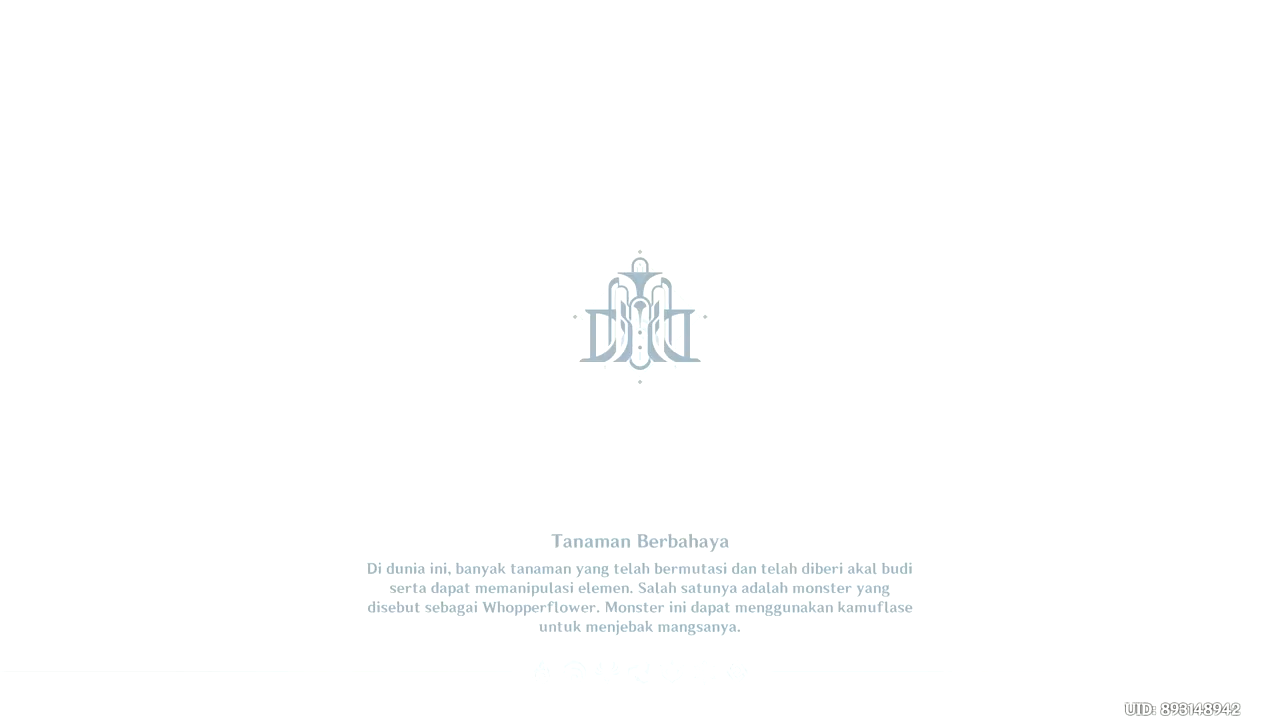 Tanaman Berbahaya
Di dunia ini, banyak tanaman yang telah bermutasi dan telah diberi akal budi
serta dapat memanipulasi elemen. Salah satunya adalah monster yang
disebut sebagai Whopperflower. Monster ini dapat menggunakan kamuflase
untuk menjebak mangsanya.
UID: 893148942